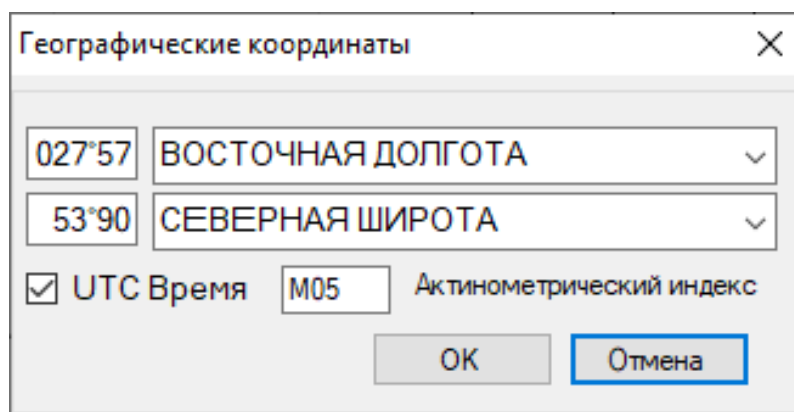 Географические координаты
027°57 ВОСТОЧНАЯ ДОЛГОТА
53°90 СЕВЕРНАЯ ШИРОТА
UTC Время M05 Актинометрический индекс
OK Отмена